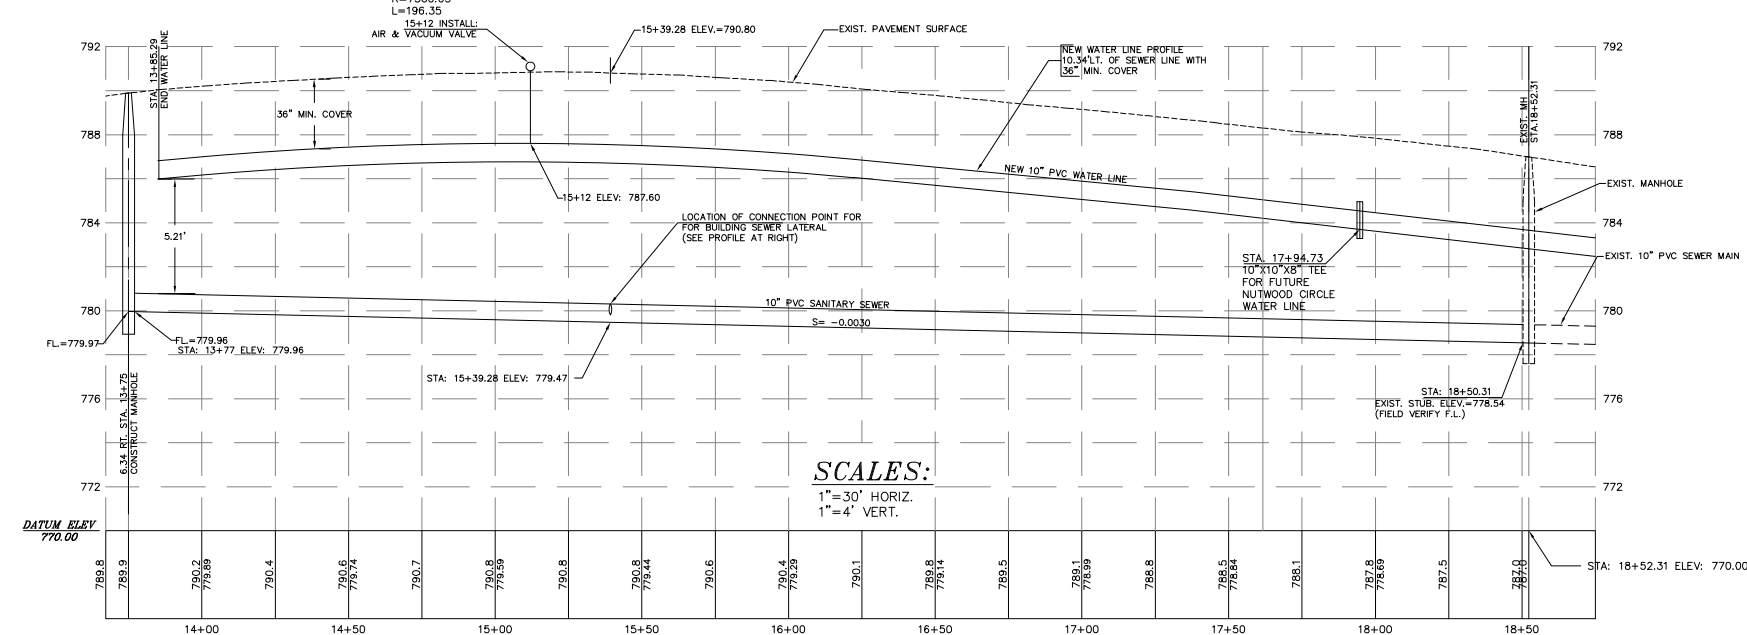 L=196.35
15+12 INSTALL:
AIR & VACUUM VALVE
15+39.28 ELEV.=790.80
EXIST. PAVEMENT SURFACE
NEW WATER LINE PROFILE
10.34'LT. OF SEWER LINE WITH
36" MIN. COVER
792
792
STA. 13+85.29
END WATER LINE
36" MIN. COVER
EXIST. MH
STA.18+52.31
788
788
NEW 10" PVC WATER LINE
EXIST. MANHOLE
15+12 ELEV: 787.60
784
784
5.21'
LOCATION OF CONNECTION POINT FOR
FOR BUILDING SEWER LATERAL
(SEE PROFILE AT RIGHT)
STA. 17+94.73
10"X10"X8" TEE
FOR FUTURE
NUTWOOD CIRCLE
WATER LINE
EXIST. 10" PVC SEWER MAIN
780
780
10" PVC SANITARY SEWER
S= -0.0030
FL.=779.97
FL.=779.96
STA: 13+77 ELEV: 779.96
STA: 15+39.28 ELEV: 779.47
STA: 18+50.31
EXIST. STUB. ELEV.=778.54
(FIELD VERIFY F.L.)
776
776
6.34 RT. STA. 13+75
CONSTRUCT MANHOLE
772
772
SCALES:
1"=30' HORIZ.
1"=4' VERT.
DATUM ELEV
770.00
789.8
789.9
790.2
779.89
790.4
790.6
779.74
790.7
790.8
779.59
790.8
790.8
779.44
790.6
790.4
779.29
790.1
789.8
779.14
789.5
789.1
778.99
788.8
788.5
778.84
788.1
787.8
778.69
787.5
787.0
787.0
STA: 18+52.31 ELEV: 770.00
14+00 14+50 15+00 15+50 16+00 16+50 17+00 17+50 18+00 18+50